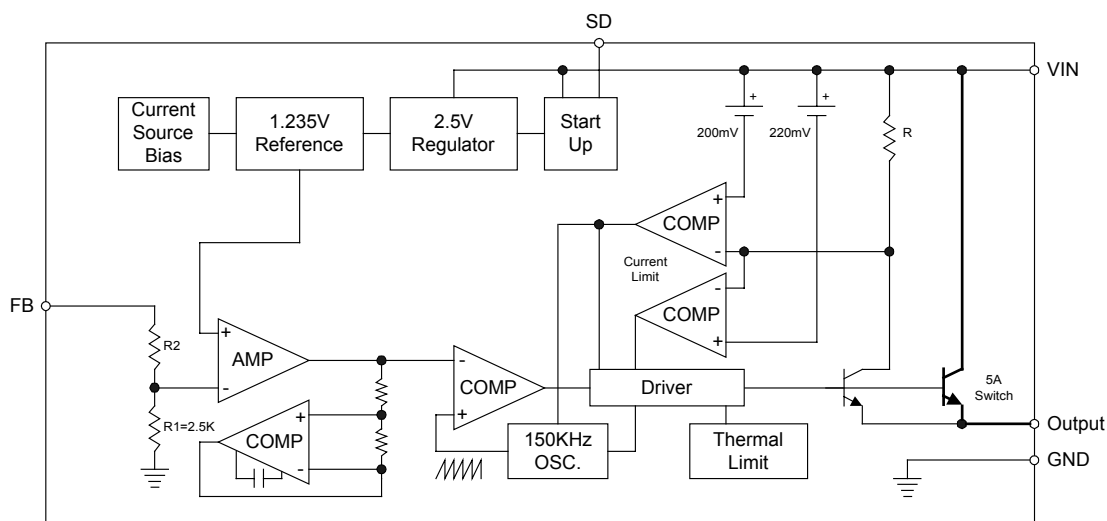 SD
VIN
Current
Source
Bias
1.235V
Reference
2.5V
Regulator
Start
Up
+
200mV
+
220mV
R
+
COMP
-
Current
Limit
-
COMP
+
FB
R2
+
AMP
-
R1=2.5K
+
COMP
-
-
COMP
+
Driver
150KHz
OSC.
Thermal
Limit
5A
Switch
Output
GND